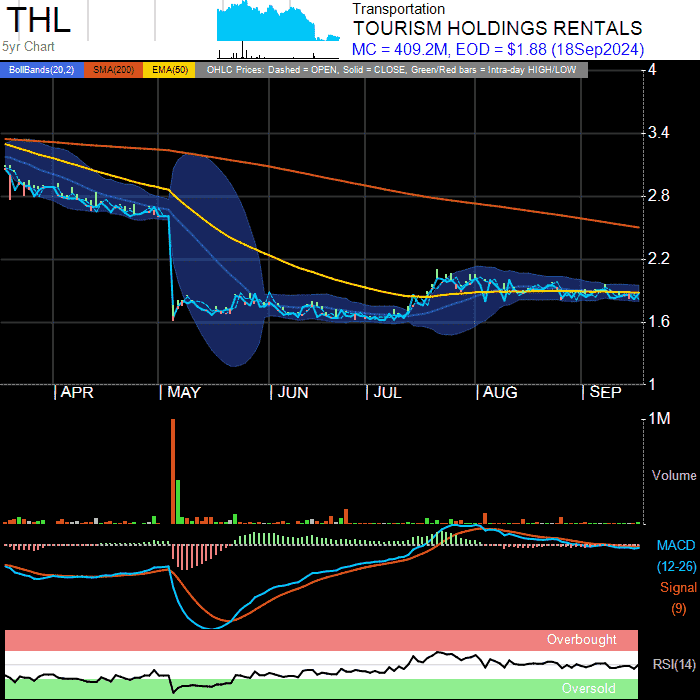 THL
5yr Chart
Transportation
TOURISM HOLDINGS RENTALS
MC = 409.2M, EOD = $1.88 (18Sep2024)
BollBands(20,2) SMA(200) EMA(50) OHLC Prices: Dashed = OPEN, Solid = CLOSE, Green/Red bars = Intra-day HIGH/LOW
4
3.4
2.8
2.2
1.6
1
APR MAY JUN JUL AUG SEP
1M
Volume
MACD
(12-26)
Signal
(9)
Overbought
RSI(14)
Oversold